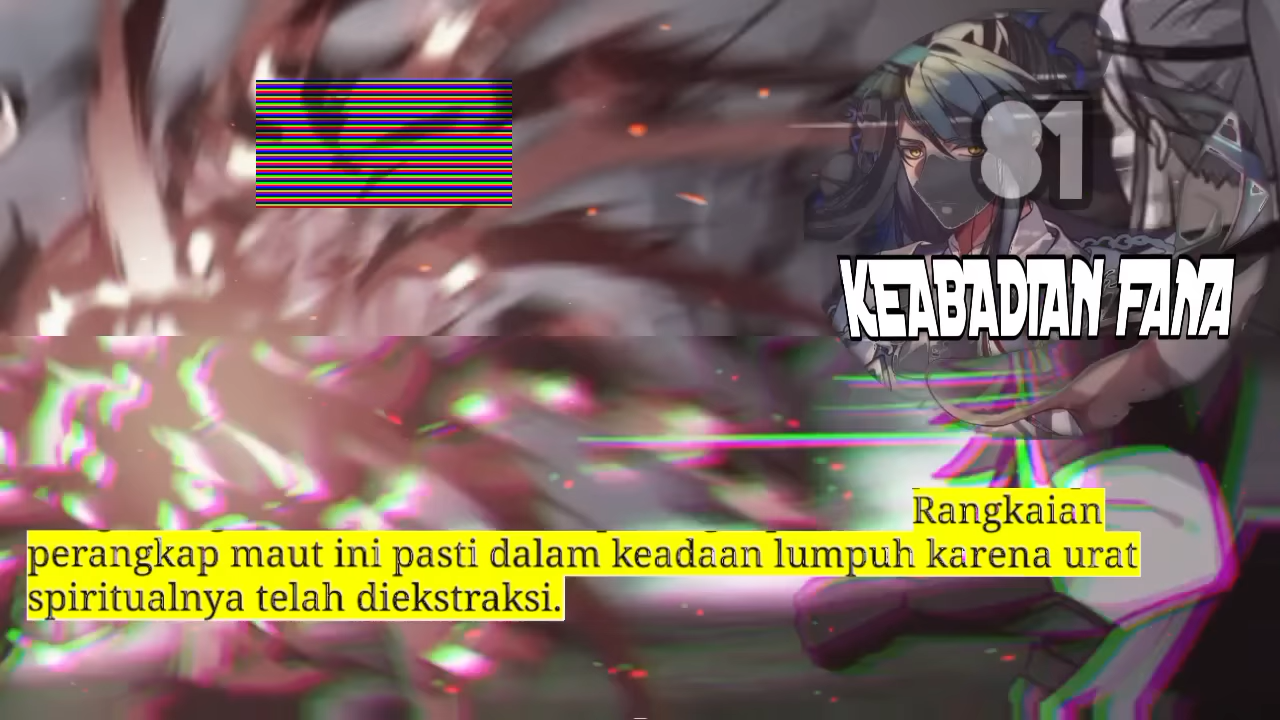 81
KEABADIAN FANA
Rangkaian
perangkap maut ini pasti dalam keadaan lumpuh karena urat
spiritualnya telah diekstraksi.